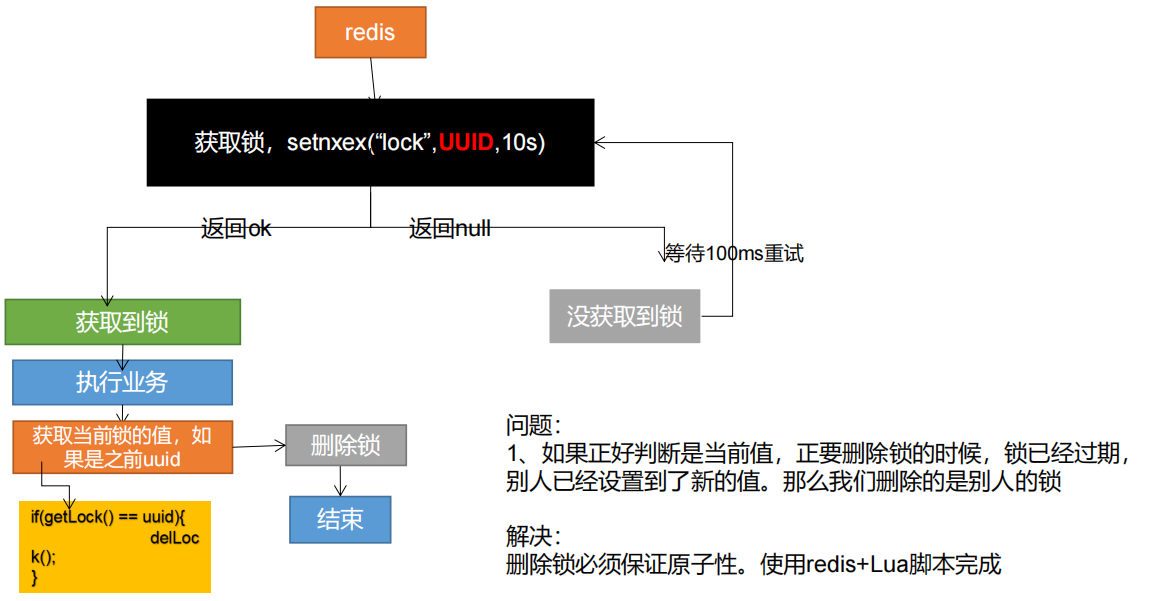 redis
获取锁，setnxex(“lock”,UUID,10s)
返回ok
返回null
等待100ms重试
获取到锁
没获取到锁
执行业务
获取当前锁的值，如
果是之前uuid
删除锁
结束
if(getLock() == uuid){
delLoc
k();
}
问题：
1、如果正好判断是当前值，正要删除锁的时候，锁已经过期，
别人已经设置到了新的值。那么我们删除的是别人的锁
解决：
删除锁必须保证原子性。使用redis+Lua脚本完成